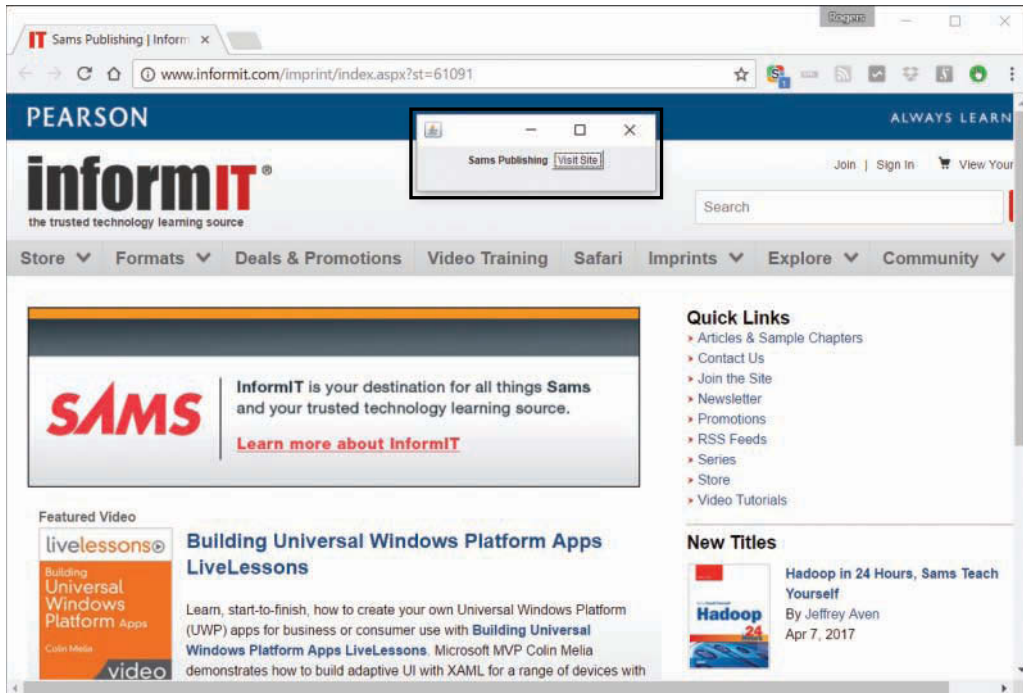 Rogers
Sams Publishing | Inform
www.informit.com/imprint/index.aspx?st=61091
PEARSON
ALWAYS LEARN
Sams Publishing Visit Site
informIT®
the trusted technology learning source
Join | Sign In View Your
Search
Store Formats Deals & Promotions Video Training Safari Imprints Explore Community
SAMS
InformIT is your destination for all things Sams
and your trusted technology learning source.
Learn more about InformIT
Quick Links
Articles & Sample Chapters
Contact Us
Join the Site
Newsletter
Promotions
RSS Feeds
Series
Store
Video Tutorials
Featured Video
livelessons
Building
Universal
Windows
Platform Apps
Colin Melia
video
Building Universal Windows Platform Apps
LiveLessons
Learn, start-to-finish, how to create your own Universal Windows Platform
(UWP) apps for business or consumer use with Building Universal
Windows Platform Apps LiveLessons. Microsoft MVP Colin Melia
demonstrates how to build adaptive UI with XAML for a range of devices with
New Titles
Hadoop
24
Hadoop in 24 Hours, Sams Teach
Yourself
By Jeffrey Aven
Apr 7, 2017